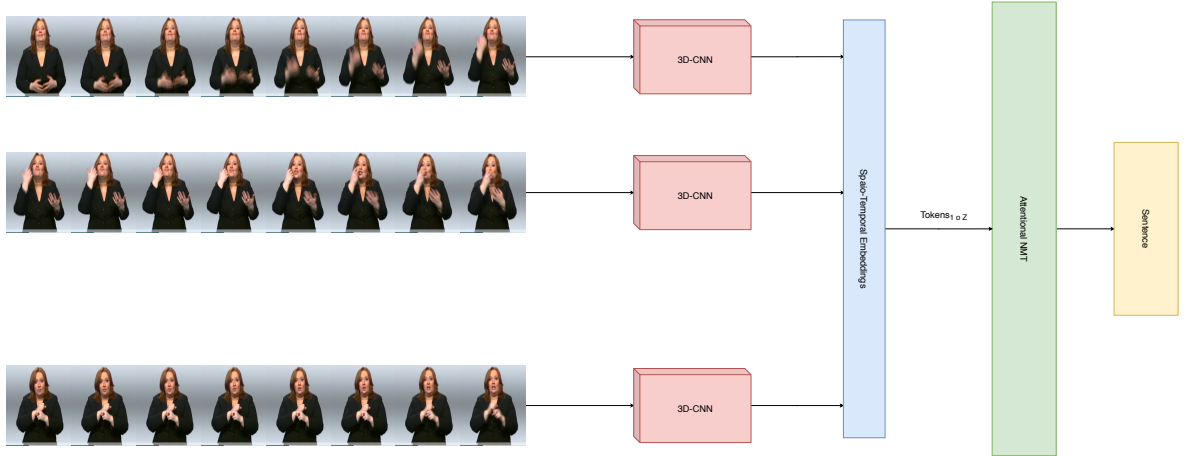 3D-CNN
3D-CNN
3D-CNN
Spaio-Temporal Embeddings
Tokens1 o Z
Attentional NMT
Sentence